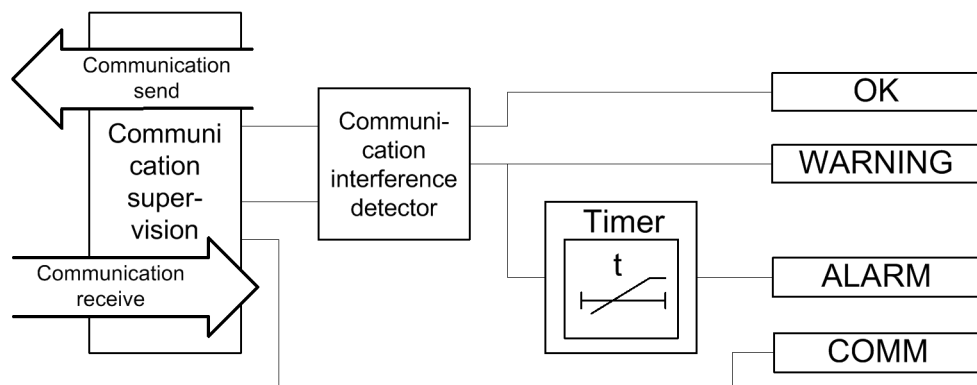 Communication
send
Communi
cation
super-
vision
Communication
receive
Communi-
cation
interference
detector
Timer
t
OK
WARNING
ALARM
COMM